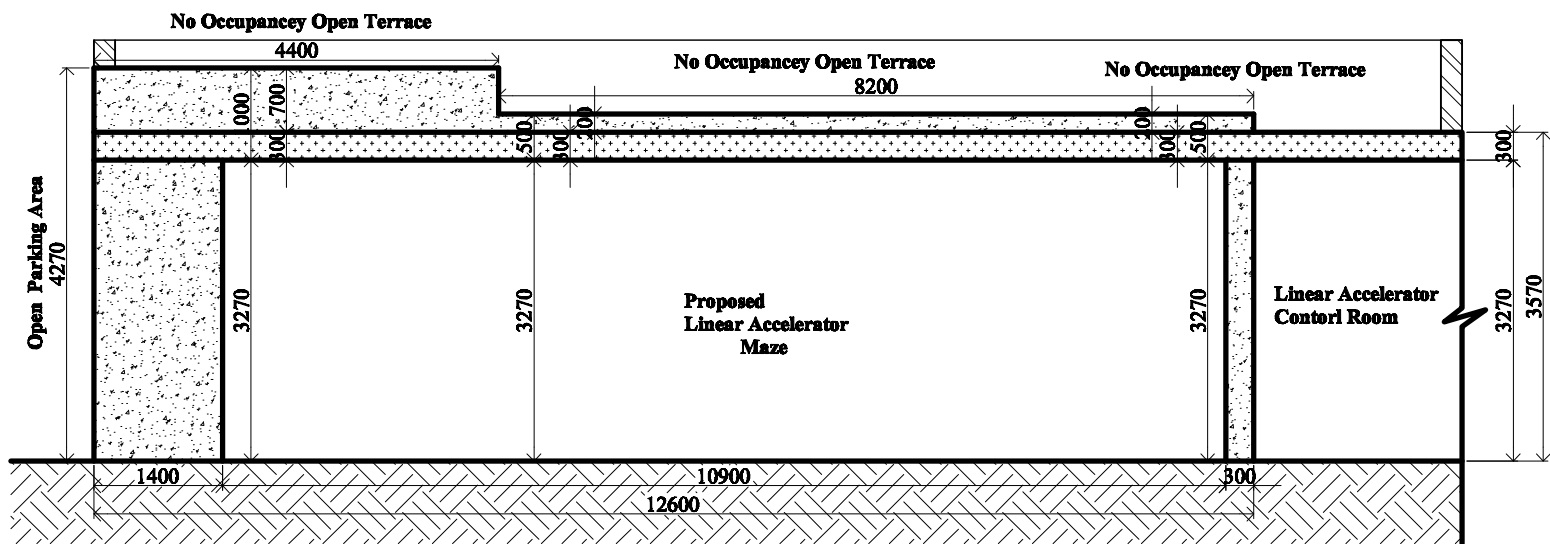 No Occupancey Open Terrace
4400
No Occupancey Open Terrace
No Occupancey Open Terrace
8200
000
700
300
500
300
200
200
300
500
300
Open Parking Area
4270
3270
3270
Proposed
Linear Accelerator
Maze
3270
Linear Accelerator
Contorl Room
3270
3570
1400
10900
300
12600